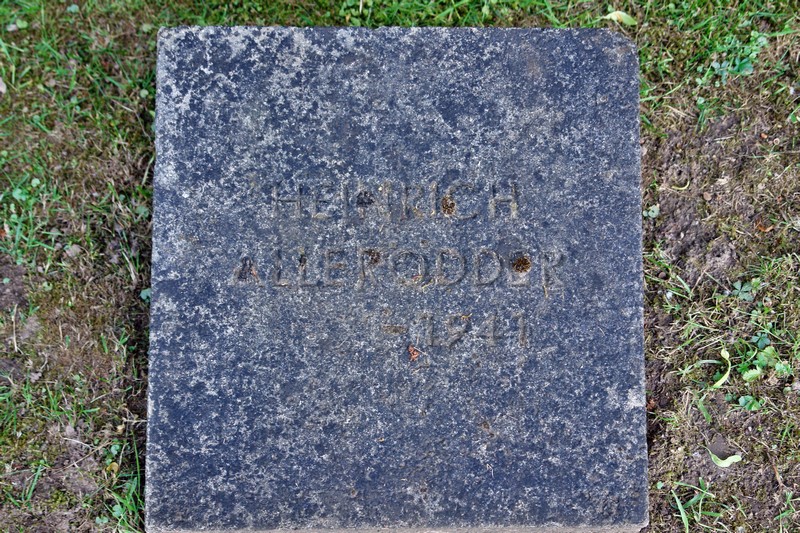 HEINRICH
ALLERODDER
- 1941